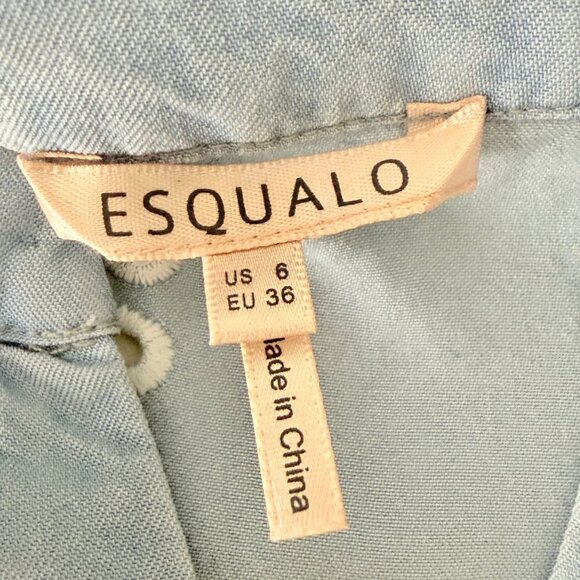 ESQUALO
US 6
EU 36
ade in China